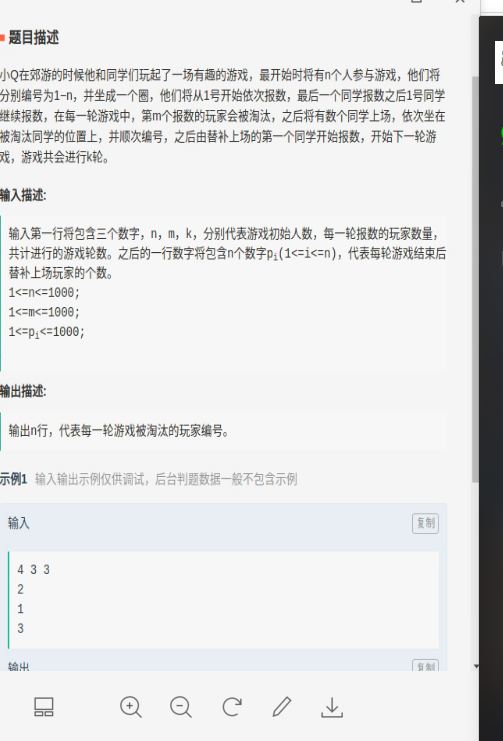 题目描述
小Q在郊游的时候他和同学们玩起了一场有趣的游戏，最开始时将有n个人参与游戏，他们将
分别编号为1~n，并坐成一个圈，他们将从1号开始依次报数，最后一个同学报数之后1号同学
继续报数，在每一轮游戏中，第m个报数的玩家会被淘汰，之后将有数个同学上场，依次坐在
被淘汰同学的位置上，并顺次编号，之后由替补上场的第一个同学开始报数，开始下一轮游
戏，游戏共会进行k轮。
输入描述:
输入第一行将包含三个数字，n，m，k，分别代表游戏初始人数，每一轮报数的玩家数量，
共计进行的游戏轮数。之后的一行数字将包含n个数字pi(1<=i<=n)，代表每轮游戏结束后
替补上场玩家的个数。
1<=n<=1000;
1<=m<=1000;
1<=pi<=1000;
输出描述:
输出n行，代表每一轮游戏被淘汰的玩家编号。
示例1 输入输出示例仅供调试，后台判题数据一般不包含示例
输入 复制
4 3 3
2
1
3
输出 复制